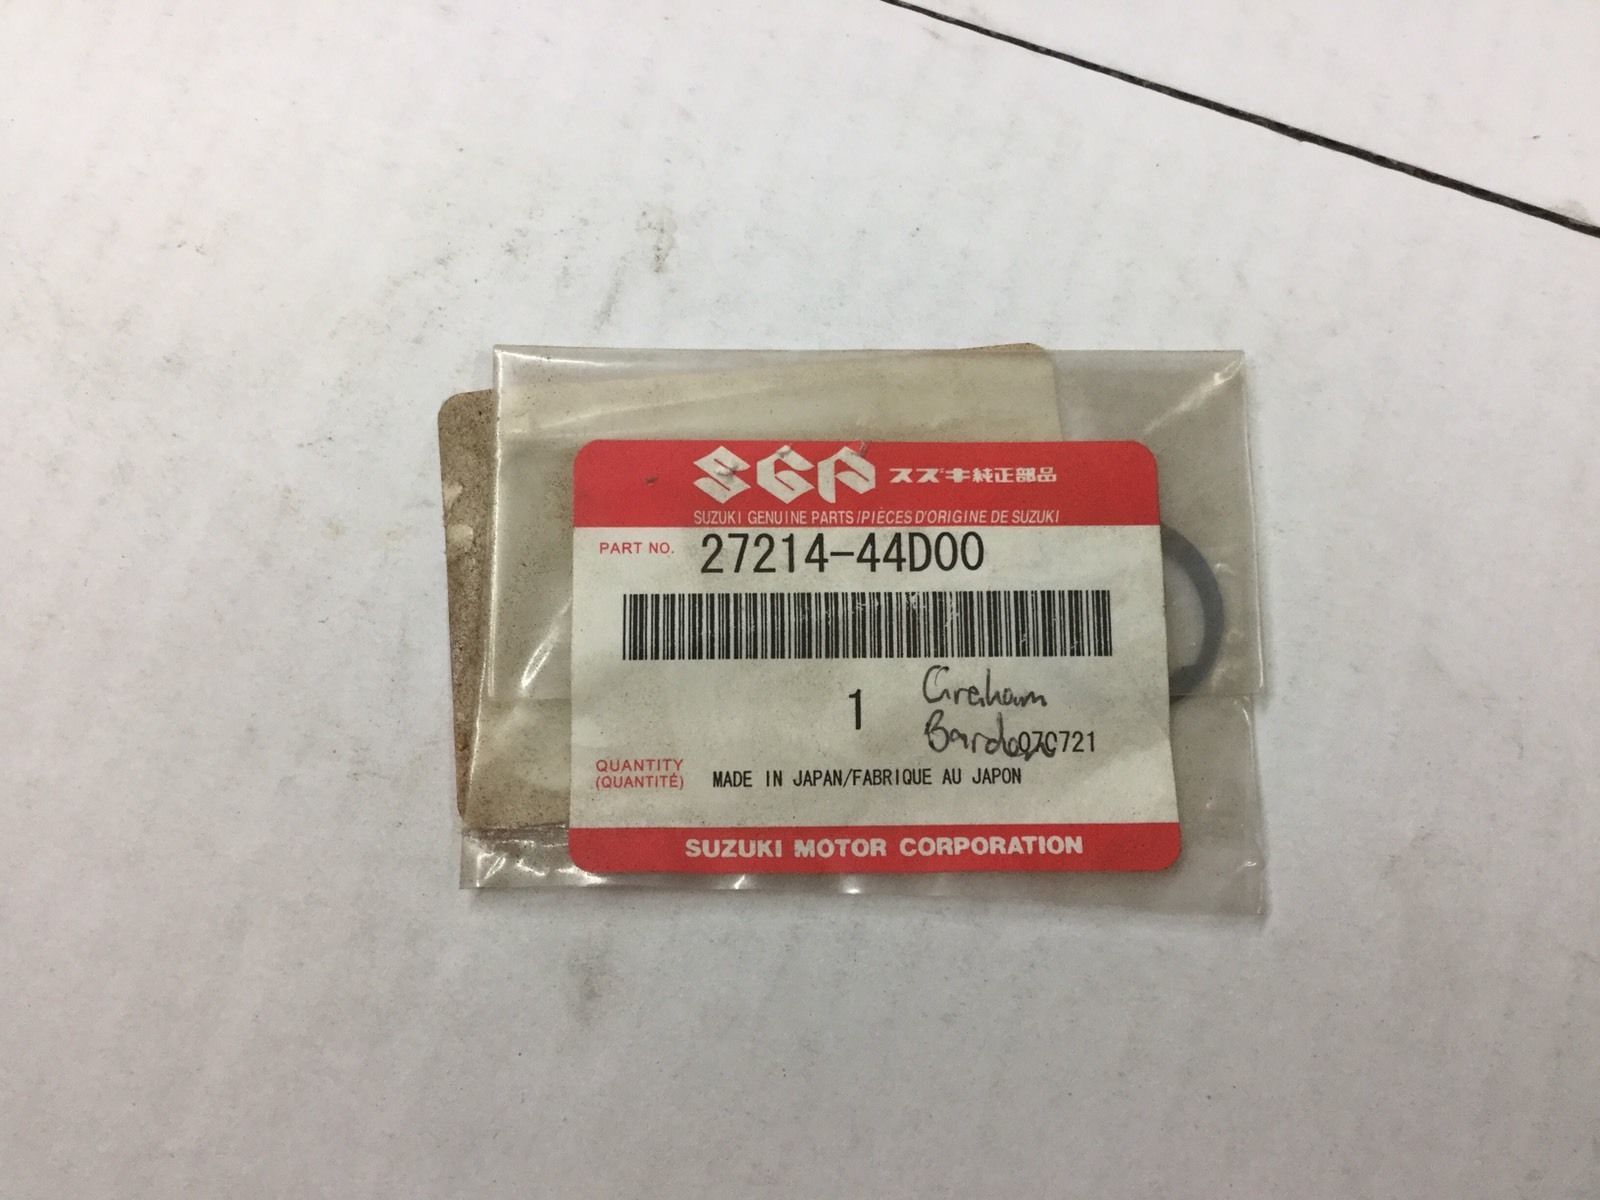 SGP スズキ純正部品
SUZUKI GENUINE PARTS/PIÈCES D'ORIGINE DE SUZUKI
PART NO. 27214-44D00
1 Graham
070721
QUANTITY
(QUANTITÉ) MADE IN JAPAN/FABRIQUE AU JAPON
SUZUKI MOTOR CORPORATION